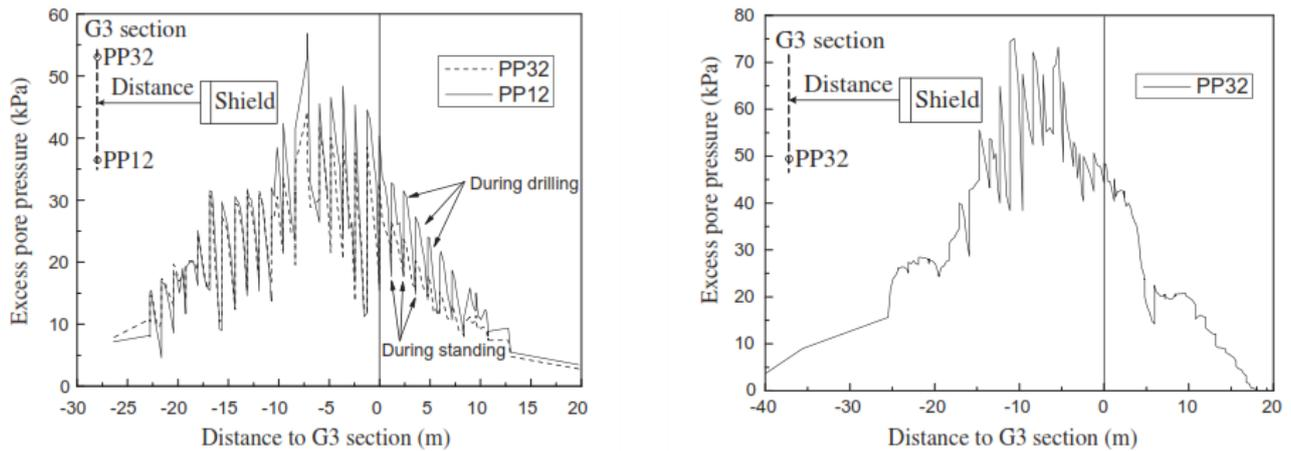 60
50
40
30
20
10
0
Excess pore pressure (kPa)
G3 section
PP32
Distance
Shield
PP12
PP32
PP12
During drilling
During standing
-30 -25 -20 -15 -10 -5 0 5 10 15 20
Distance to G3 section (m)
80
70
60
50
40
30
20
10
0
Excess pore pressure (kPa)
G3 section
Distance
Shield
PP32
PP32
-40 -30 -20 -10 0 10 20
Distance to G3 section (m)